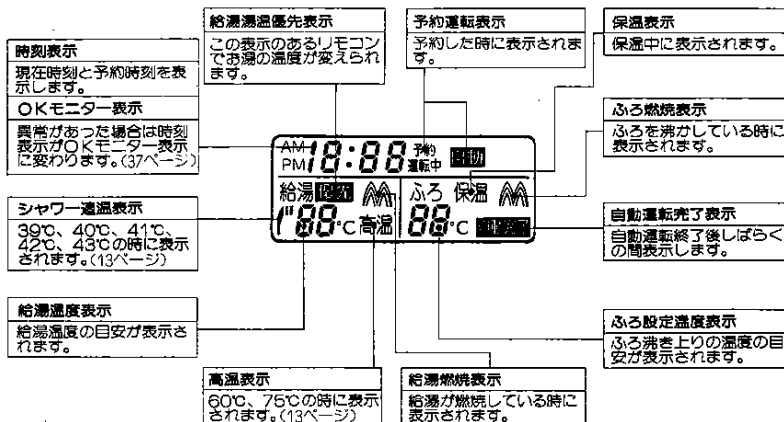 給湯湯温優先表示
この表示のあるリモコン
でお湯の温度が変えられ
ます。
予約運転表示
予約した時に表示されま
す。
保温表示
保温中に表示されます。
時刻表示
現在時刻と予約時刻を表
示します。
OKモニター表示
異常があった場合は時刻
表示がOKモニター表示
に変わります。(37ページ)
ふろ燃焼表示
ふろを沸かしている時に
表示されます。
AM
PM 18:88 予約
運転中 自動
給湯 優先 ふろ 保温
1 88℃ 高温 88℃
シャワー適温表示
39℃、40℃、41℃、
42℃、43℃の時に表示
されます。(13ページ)
自動運転完了表示
自動運転終了後しばらく
の間表示します。
給湯温度表示
給湯温度の目安が表示さ
れます。
ふろ設定温度表示
ふろ沸き上りの温度の目
安が表示されます。
高温表示
60℃、75℃の時に表示
されます。(13ページ)
給湯燃焼表示
給湯が燃焼している時に
表示されます。